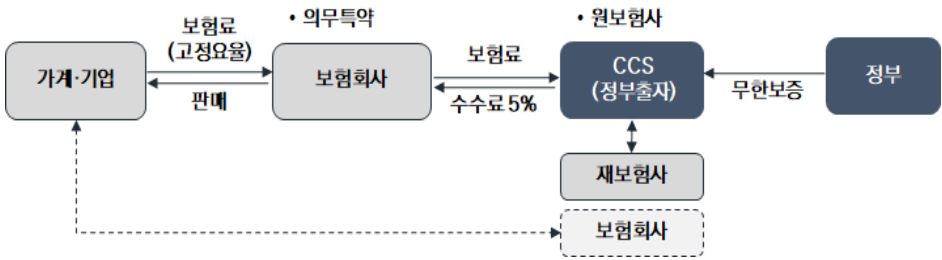 • 의무특약
• 원보험사
보험료
(고정요율)
보험료
가계·기업
보험회사
CCS
(정부출자)
정부
판매
수수료 5%
무한보증
재보험사
보험회사